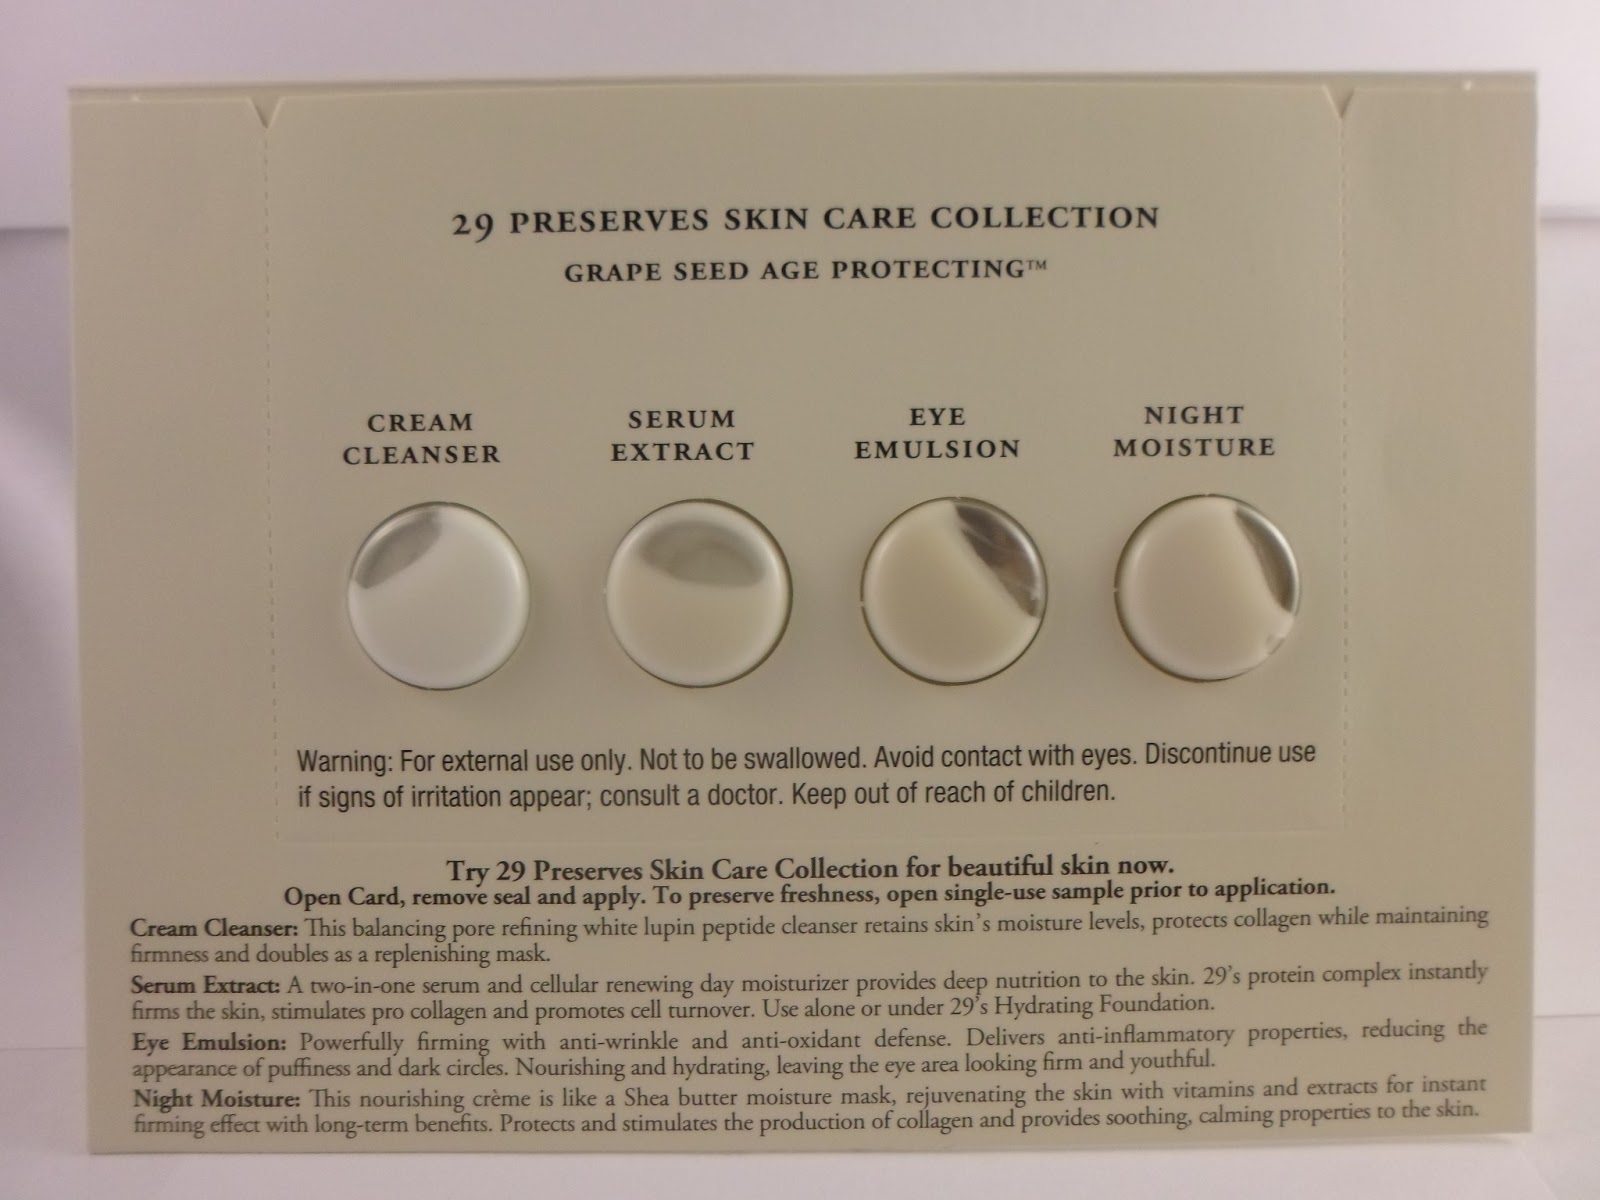 29 PRESERVES SKIN CARE COLLECTION
GRAPE SEED AGE PROTECTING™
CREAM
CLEANSER
SERUM
EXTRACT
EYE
EMULSION
NIGHT
MOISTURE
Warning: For external use only. Not to be swallowed. Avoid contact with eyes. Discontinue use
if signs of irritation appear; consult a doctor. Keep out of reach of children.
Try 29 Preserves Skin Care Collection for beautiful skin now.
Open Card, remove seal and apply. To preserve freshness, open single-use sample prior to application.
Cream Cleanser: This balancing pore refining white lupin peptide cleanser retains skin's moisture levels, protects collagen while maintaining
firmness and doubles as a replenishing mask.
Serum Extract: A two-in-one serum and cellular renewing day moisturizer provides deep nutrition to the skin. 29's protein complex instantly
firms the skin, stimulates pro collagen and promotes cell turnover. Use alone or under 29's Hydrating Foundation.
Eye Emulsion: Powerfully firming with anti-wrinkle and anti-oxidant defense. Delivers anti-inflammatory properties, reducing the
appearance of puffiness and dark circles. Nourishing and hydrating, leaving the eye area looking firm and youthful.
Night Moisture: This nourishing crème is like a Shea butter moisture mask, rejuvenating the skin with vitamins and extracts for instant
firming effect with long-term benefits. Protects and stimulates the production of collagen and provides soothing, calming properties to the skin.